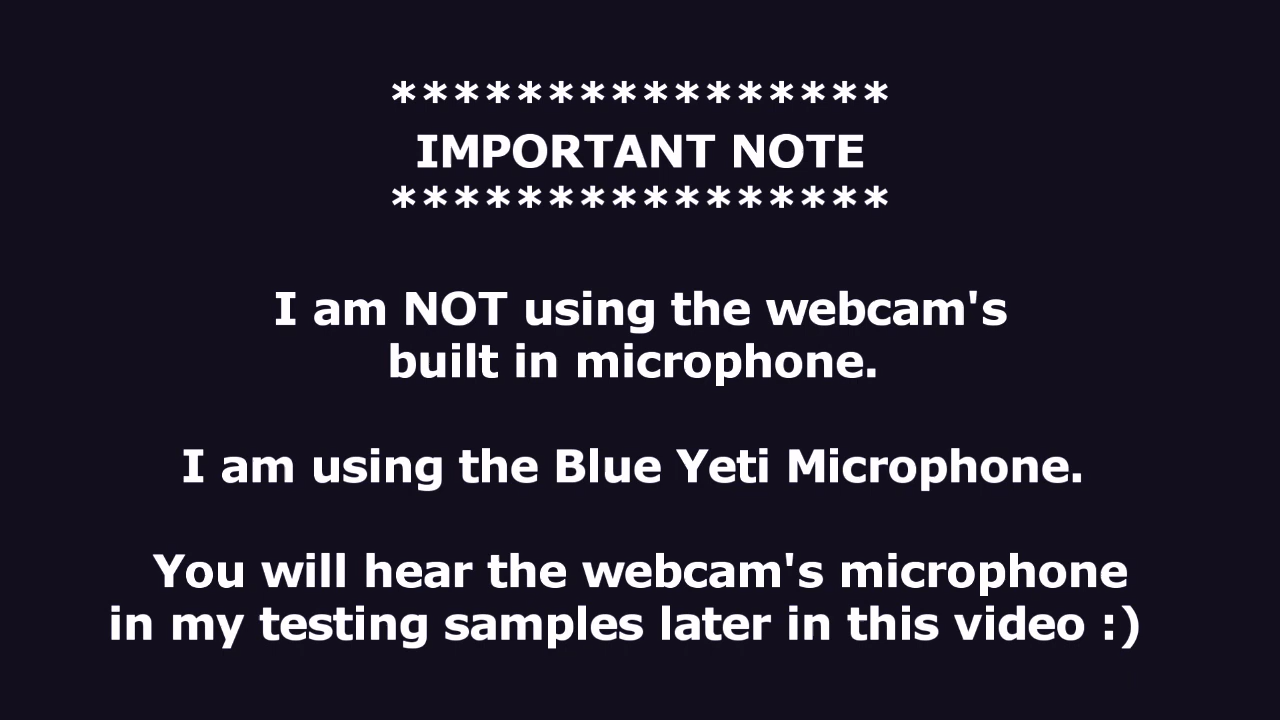 ****************
IMPORTANT NOTE
****************
I am NOT using the webcam's
built in microphone.
I am using the Blue Yeti Microphone.
You will hear the webcam's microphone
in my testing samples later in this video :)